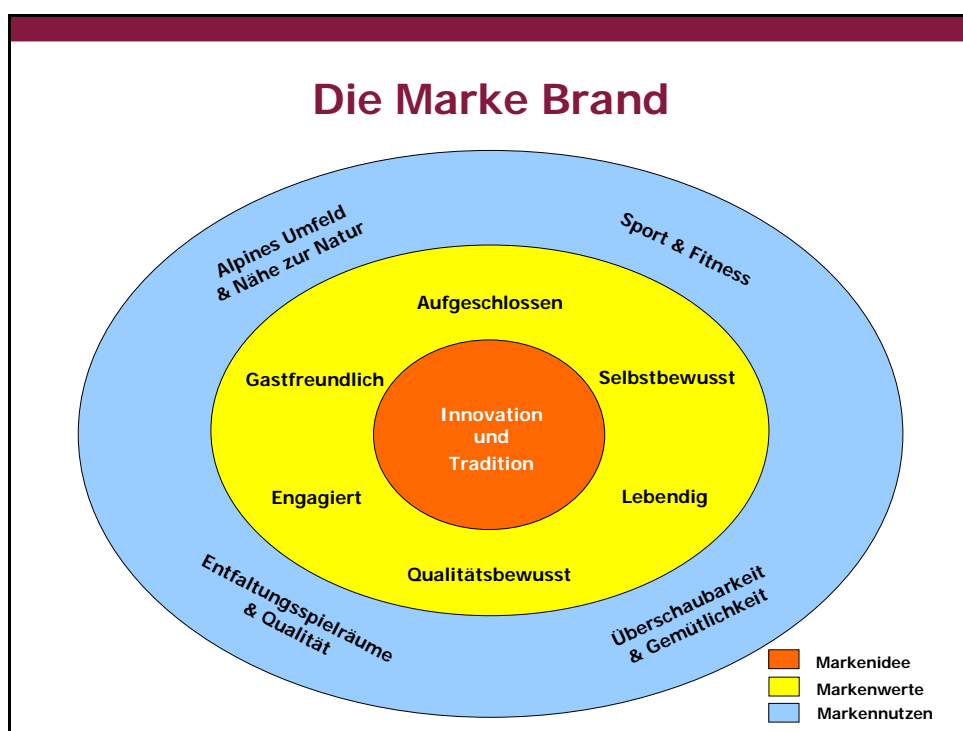 Die Marke Brand
Alpines Umfeld
& Nähe zur Natur
Sport & Fitness
Aufgeschlossen
Gastfreundlich
Selbstbewusst
Innovation
und
Tradition
Engagiert
Lebendig
Qualitätsbewusst
Entfaltungsspielräume
& Qualität
Überschaubarkeit
& Gemütlichkeit
Markenidee
Markenwerte
Markennutzen